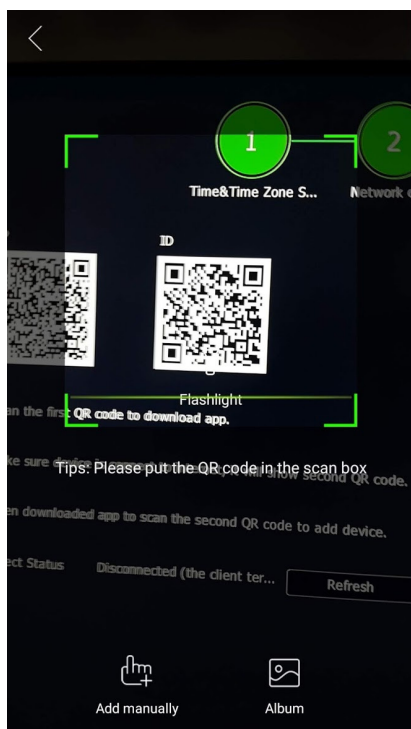 1
2
Time&Time Zone S...
Network
ID
Flashlight
an the first QR code to download app.
Tips: Please put the QR code in the scan box
ke sure device
show second QR code.
en downloaded app to scan the second QR code to add device.
ect Status
Disconnected (the client ter...
Refresh
Add manually
Album